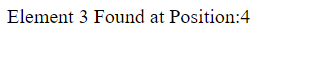 Element 3 Found at Position:4